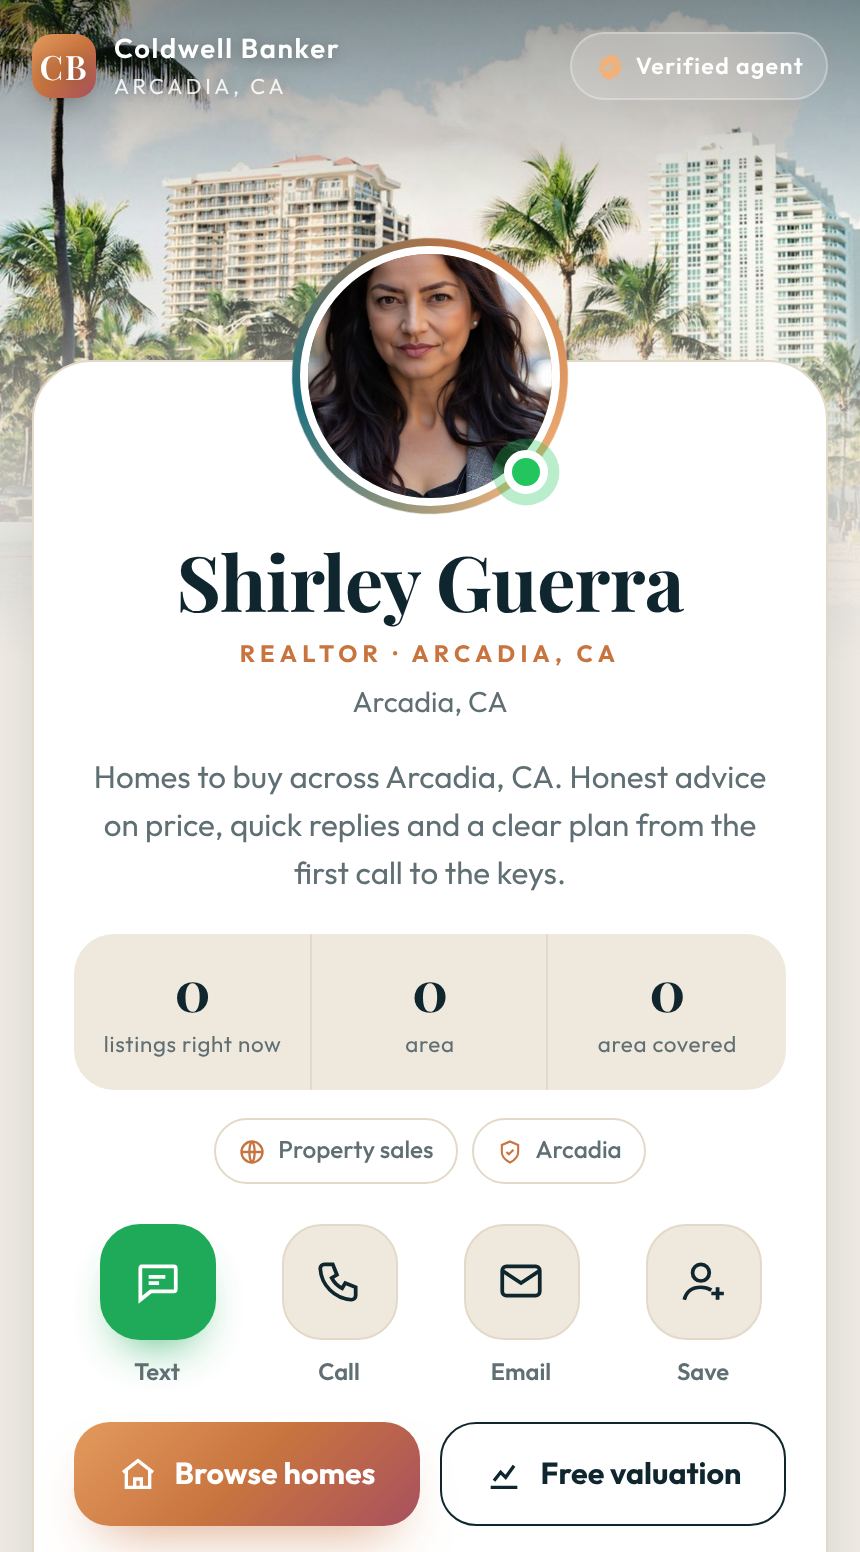 CB
Coldwell Banker
ARCADIA, CA
Verified agent
Shirley Guerra
REALTOR · ARCADIA, CA
Arcadia, CA
Homes to buy across Arcadia, CA. Honest advice
on price, quick replies and a clear plan from the
first call to the keys.
0 0 0
listings right now area area covered
Property sales Arcadia
Text Call Email Save
Browse homes Free valuation